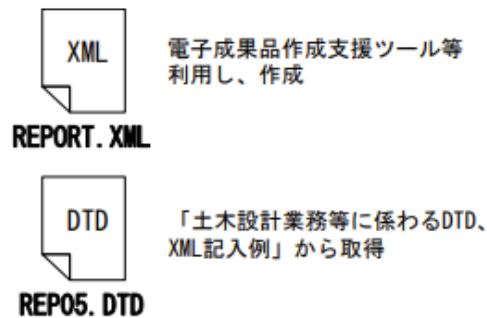 XML
電子成果品作成支援ツール等
利用し、作成
REPORT.XML
DTD
「土木設計業務等に係わるDTD、
XML記入例」から取得
REP05.DTD